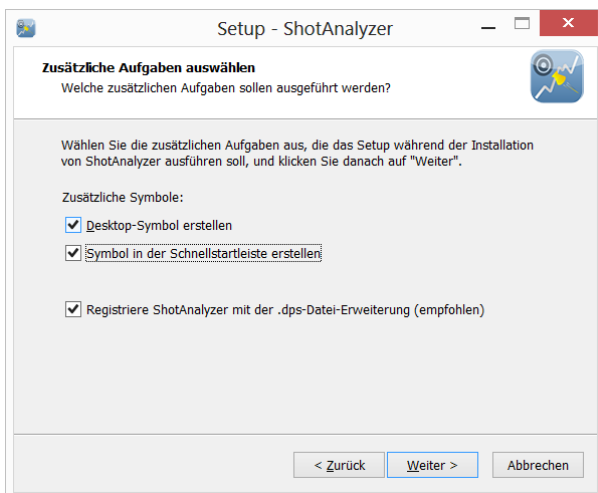 Setup - ShotAnalyzer
Zusätzliche Aufgaben auswählen
Welche zusätzlichen Aufgaben sollen ausgeführt werden?
Wählen Sie die zusätzlichen Aufgaben aus, die das Setup während der Installation
von ShotAnalyzer ausführen soll, und klicken Sie danach auf "Weiter".
Zusätzliche Symbole:
Desktop-Symbol erstellen
Symbol in der Schnellstartleiste erstellen
Registriere ShotAnalyzer mit der .dps-Datei-Erweiterung (empfohlen)
< Zurück Weiter > Abbrechen